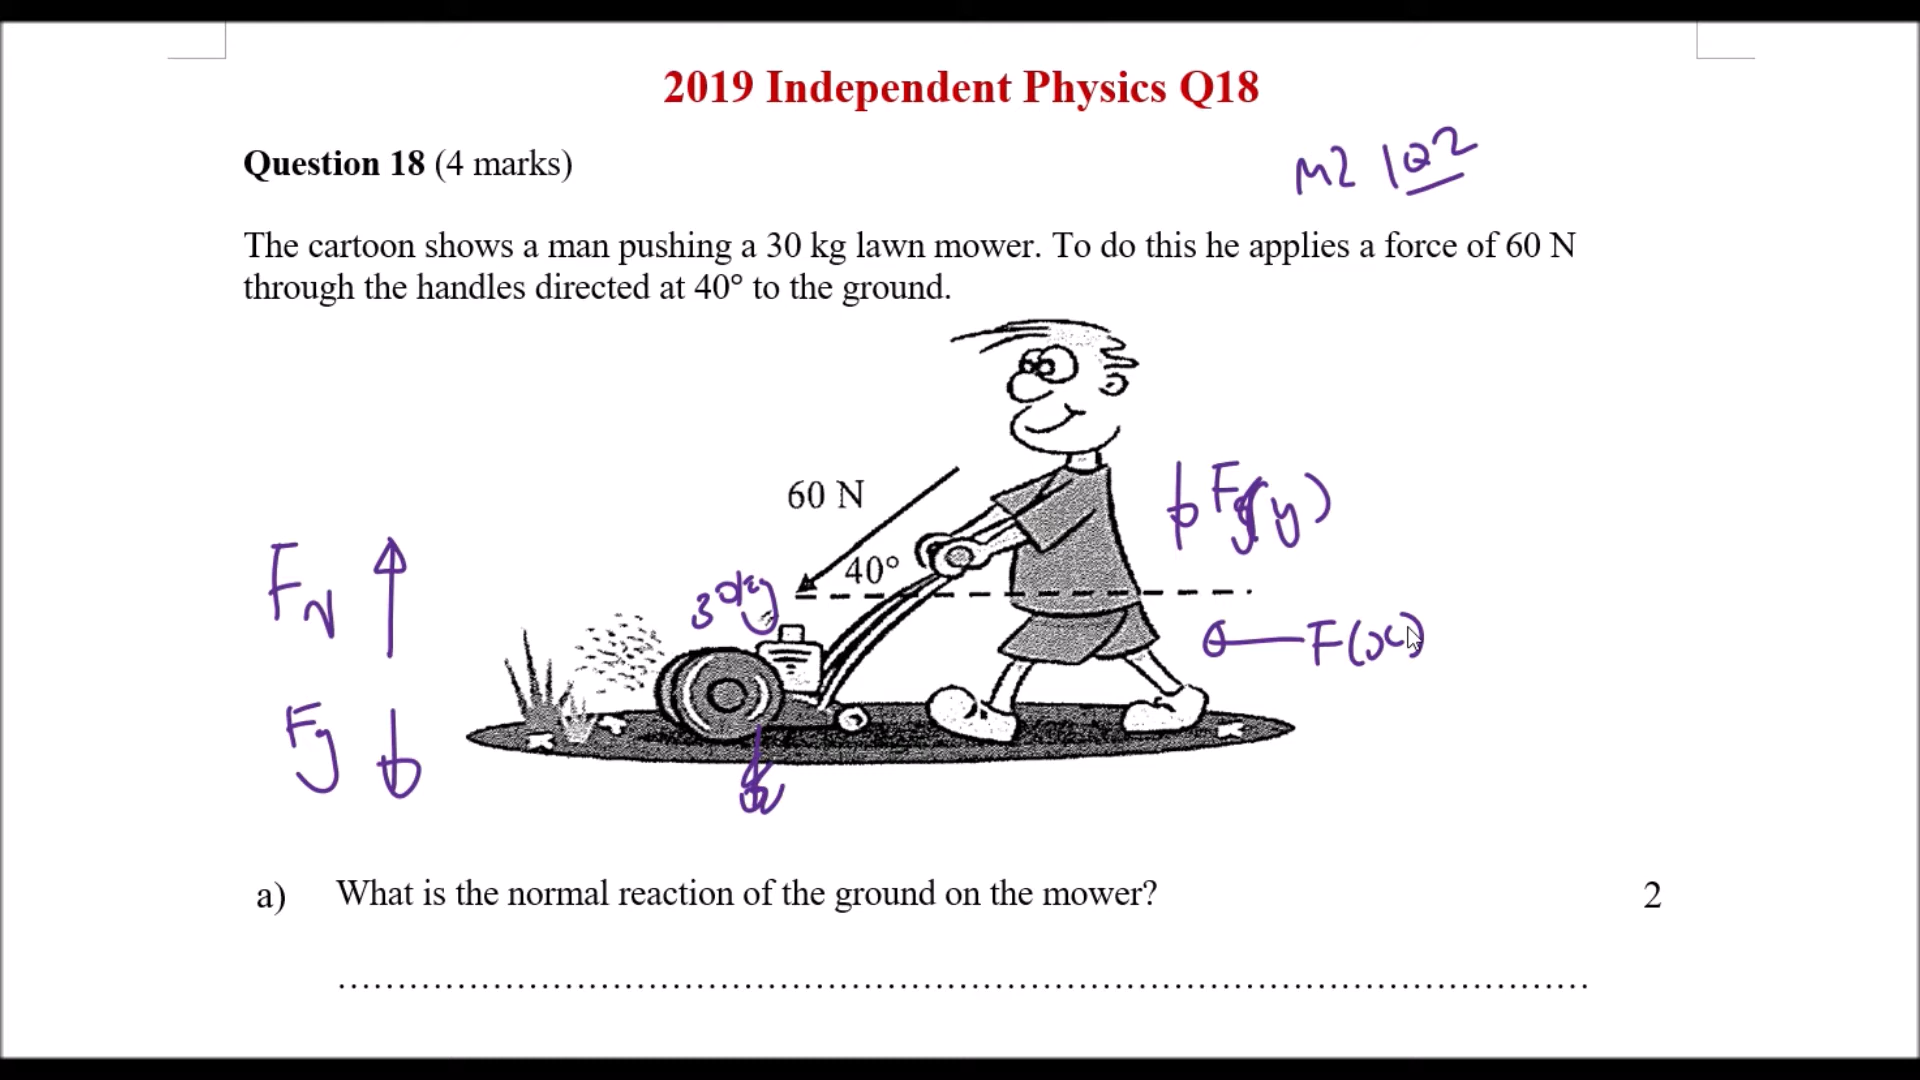 2019 Independent Physics Q18
Question 18 (4 marks)
M2 IQ2
The cartoon shows a man pushing a 30 kg lawn mower. To do this he applies a force of 60 N
through the handles directed at 40° to the ground.
60 N
40°
30kg
F(y)
F(x)
FN
Fg
a) What is the normal reaction of the ground on the mower? 2
................................................................................